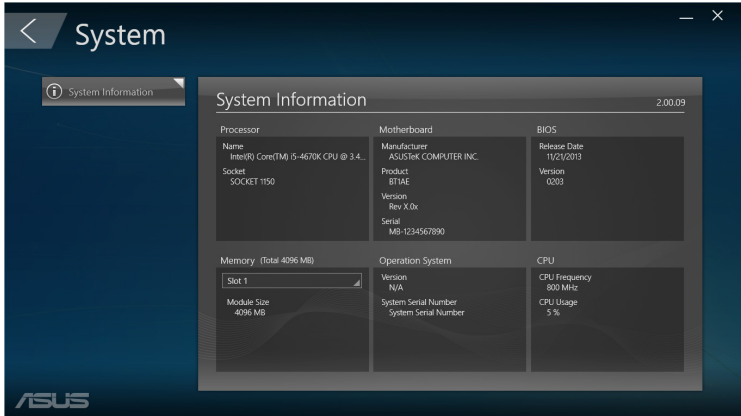 System
System Information
System Information
2.00.09
Processor
Name
Intel(R) Core(TM) i5-4670K CPU @ 3.4...
Socket
SOCKET 1150
Motherboard
Manufacturer
ASUSTeK COMPUTER INC.
Product
BT1AE
Version
Rev X.0x
Serial
MB-1234567890
BIOS
Release Date
11/21/2013
Version
0203
Memory (Total 4096 MB)
Slot 1
Module Size
4096 MB
Operation System
Version
N/A
System Serial Number
System Serial Number
CPU
CPU Frequency
800 MHz
CPU Usage
5 %
ASUS